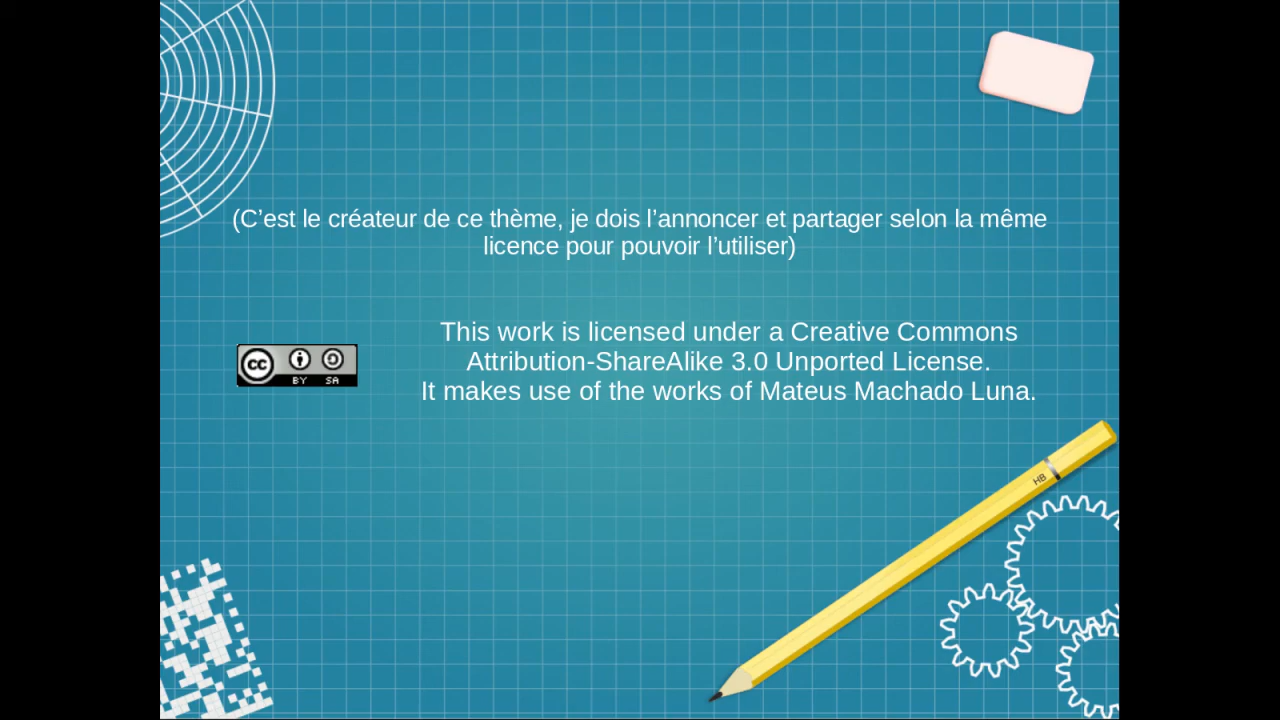 (C’est le créateur de ce thème, je dois l’annoncer et partager selon la même
licence pour pouvoir l’utiliser)
This work is licensed under a Creative Commons
Attribution-ShareAlike 3.0 Unported License.
It makes use of the works of Mateus Machado Luna.
cc
BY SA
HB